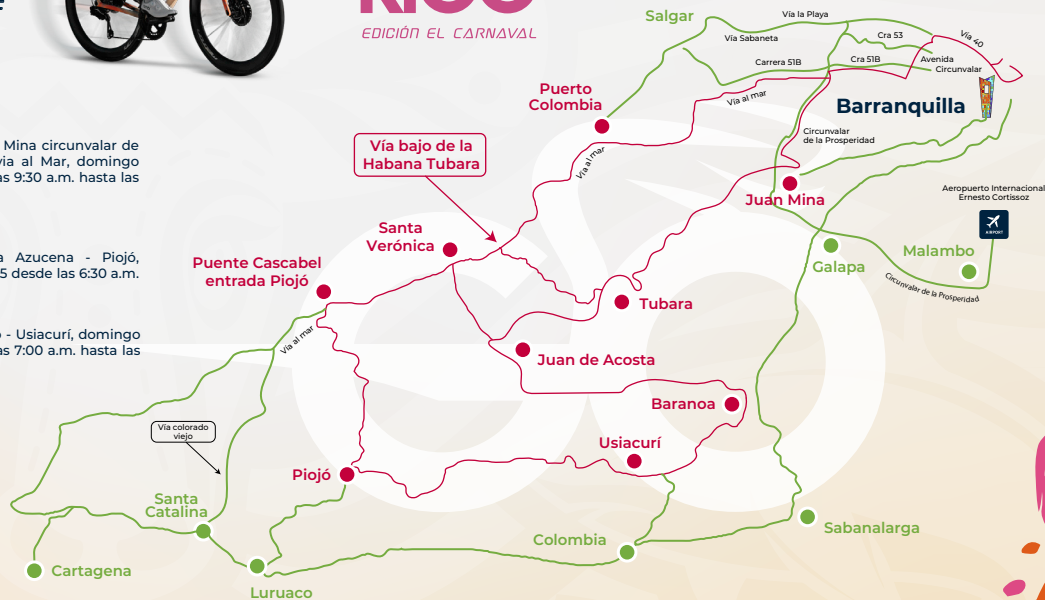 RICO
EDICIÓN EL CARNAVAL
Mina circunvalar de
via al Mar, domingo
as 9:30 a.m. hasta las
a Azucena - Piojó,
5 desde las 6:30 a.m.
o - Usiacurí, domingo
as 7:00 a.m. hasta las
Salgar
Vía la Playa
Vía Sabaneta
Cra 53
Vía 40
Carrera 51B
Cra 51B
Avenida
Circunvalar
Puerto
Colombia
Vía al mar
Barranquilla
Circunvalar
de la Prosperidad
Vía bajo de la
Habana Tubara
Vía al mar
Juan Mina
Aeropuerto Internacional
Ernesto Cortissoz
AIRPORT
Santa
Verónica
Galapa
Malambo
Circunvalar de la Prosperidad
Puente Cascabel
entrada Piojó
Tubara
Vía al mar
Juan de Acosta
Baranoa
Vía colorado
viejo
Usiacurí
Piojó
Santa
Catalina
Colombia
Sabanalarga
Cartagena
Luruaco